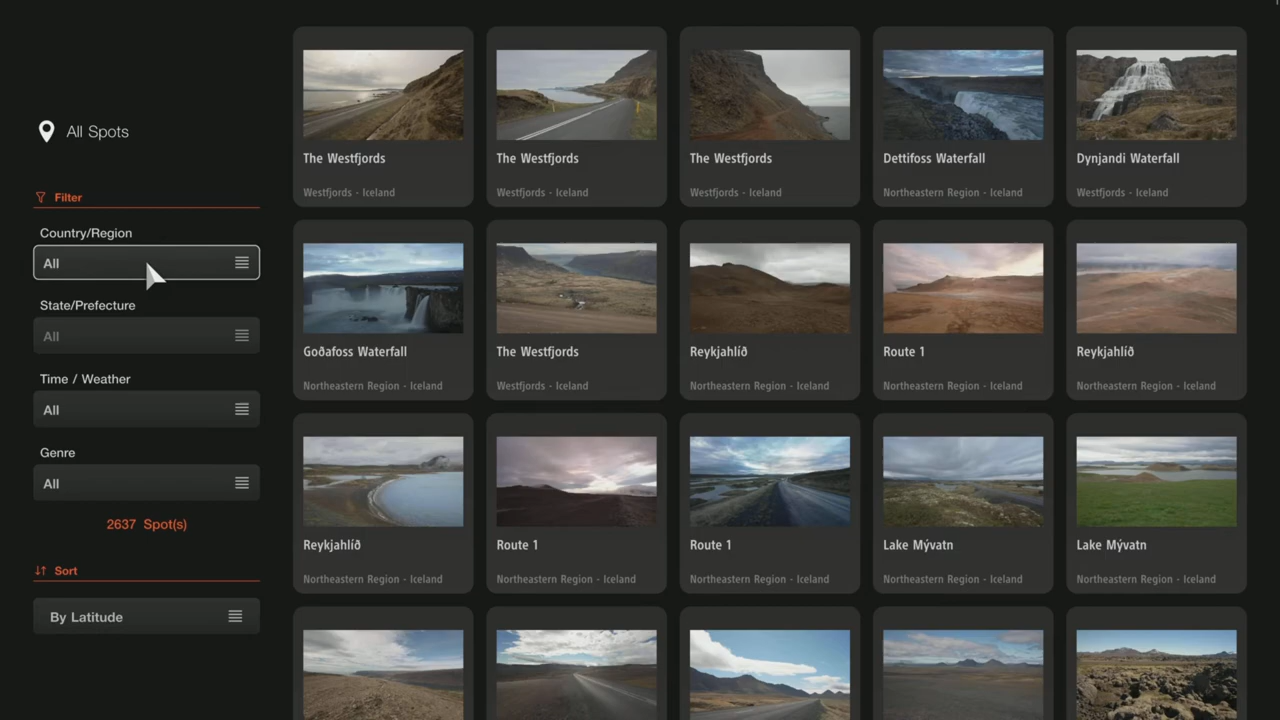 All Spots
Filter
Country/Region
All
State/Prefecture
All
Time / Weather
All
Genre
All
2637 Spot(s)
Sort
By Latitude
The Westfjords
Westfjords - Iceland
The Westfjords
Westfjords - Iceland
The Westfjords
Westfjords - Iceland
Dettifoss Waterfall
Northeastern Region - Iceland
Dynjandi Waterfall
Westfjords - Iceland
Goðafoss Waterfall
Northeastern Region - Iceland
The Westfjords
Westfjords - Iceland
Reykjahlíð
Northeastern Region - Iceland
Route 1
Northeastern Region - Iceland
Reykjahlíð
Northeastern Region - Iceland
Reykjahlíð
Northeastern Region - Iceland
Route 1
Northeastern Region - Iceland
Route 1
Northeastern Region - Iceland
Lake Mývatn
Northeastern Region - Iceland
Lake Mývatn
Northeastern Region - Iceland